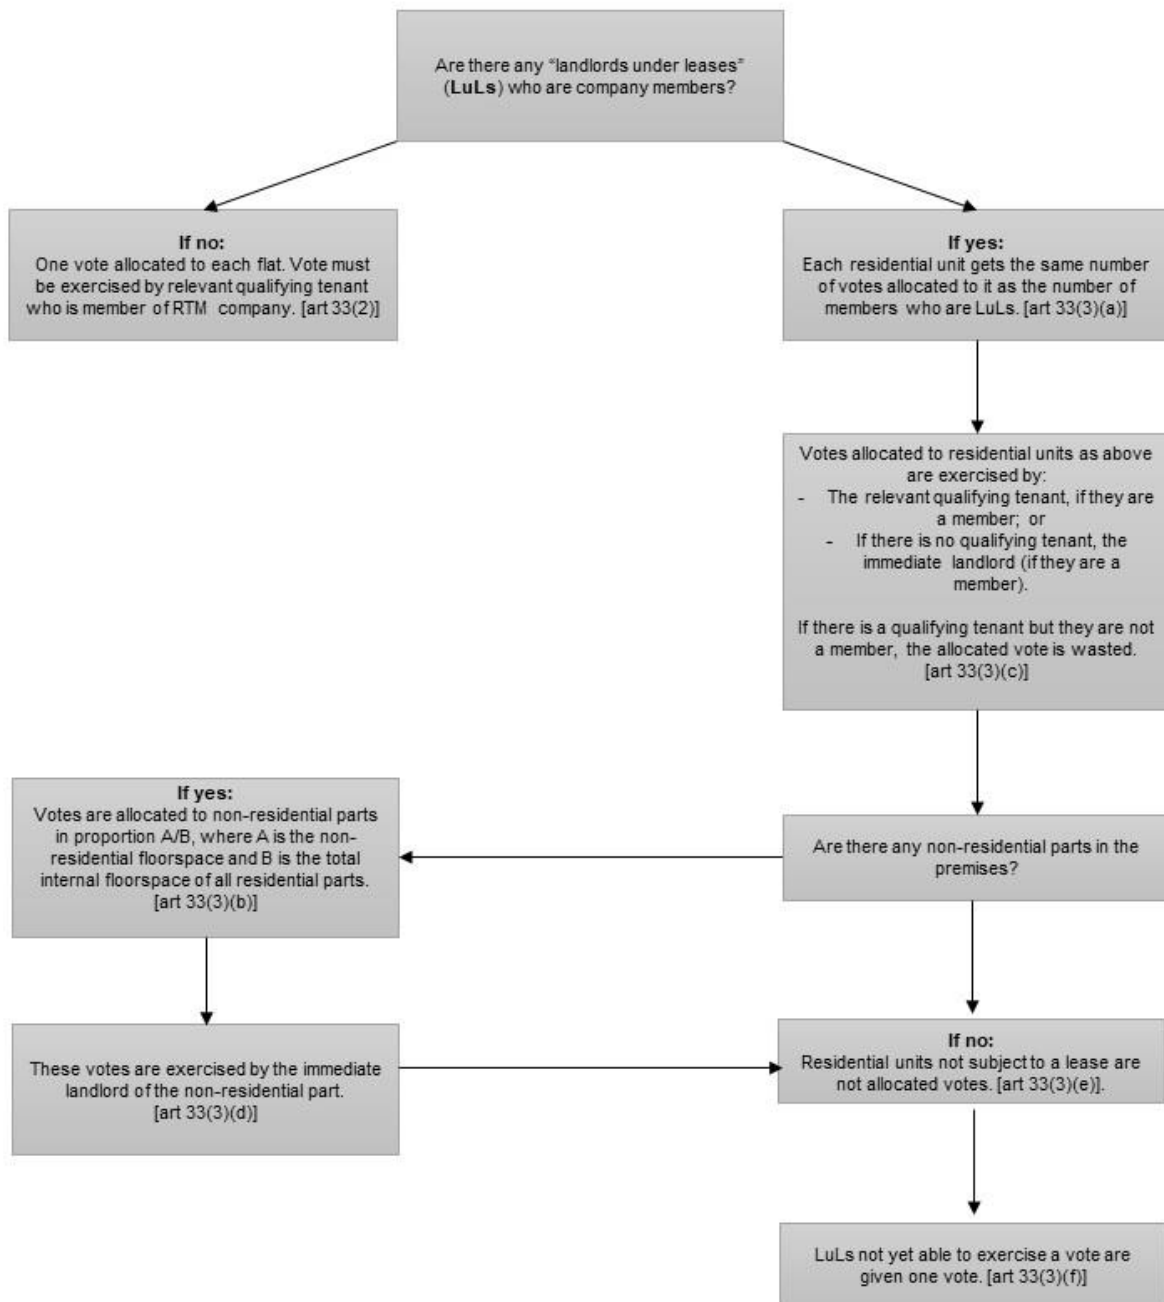 Are there any “landlords under leases”
(LuLs) who are company members?
If no:
One vote allocated to each flat. Vote must
be exercised by relevant qualifying tenant
who is member of RTM company. [art 33(2)]
If yes:
Each residential unit gets the same number
of votes allocated to it as the number of
members who are LuLs. [art 33(3)(a)]
Votes allocated to residential units as above
are exercised by:
- The relevant qualifying tenant, if they are
a member; or
- If there is no qualifying tenant, the
immediate landlord (if they are a
member).
If there is a qualifying tenant but they are not
a member, the allocated vote is wasted.
[art 33(3)(c)]
If yes:
Votes are allocated to non-residential parts
in proportion A/B, where A is the non-
residential floorspace and B is the total
internal floorspace of all residential parts.
[art 33(3)(b)]
Are there any non-residential parts in the
premises?
These votes are exercised by the immediate
landlord of the non-residential part.
[art 33(3)(d)]
If no:
Residential units not subject to a lease are
not allocated votes. [art 33(3)(e)].
LuLs not yet able to exercise a vote are
given one vote. [art 33(3)(f)]